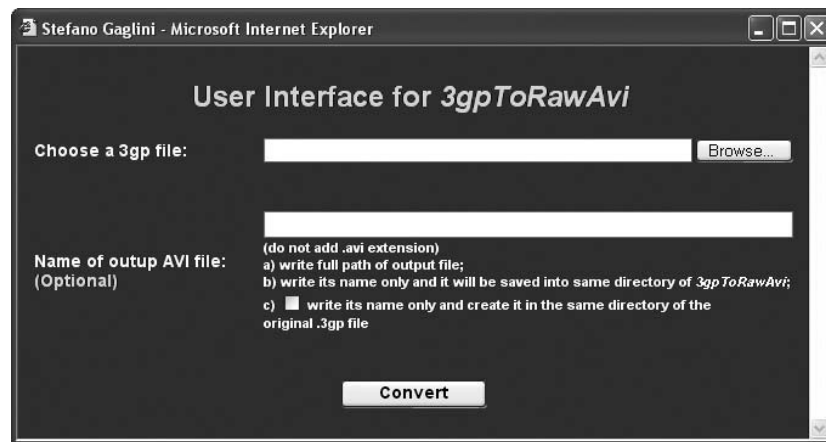 Stefano Gaglini - Microsoft Internet Explorer
User Interface for 3gpToRawAvi
Choose a 3gp file:
Browse...
Name of outup AVI file:
(Optional)
(do not add .avi extension)
a) write full path of output file;
b) write its name only and it will be saved into same directory of 3gpToRawAvi;
c) write its name only and create it in the same directory of the
original .3gp file
Convert